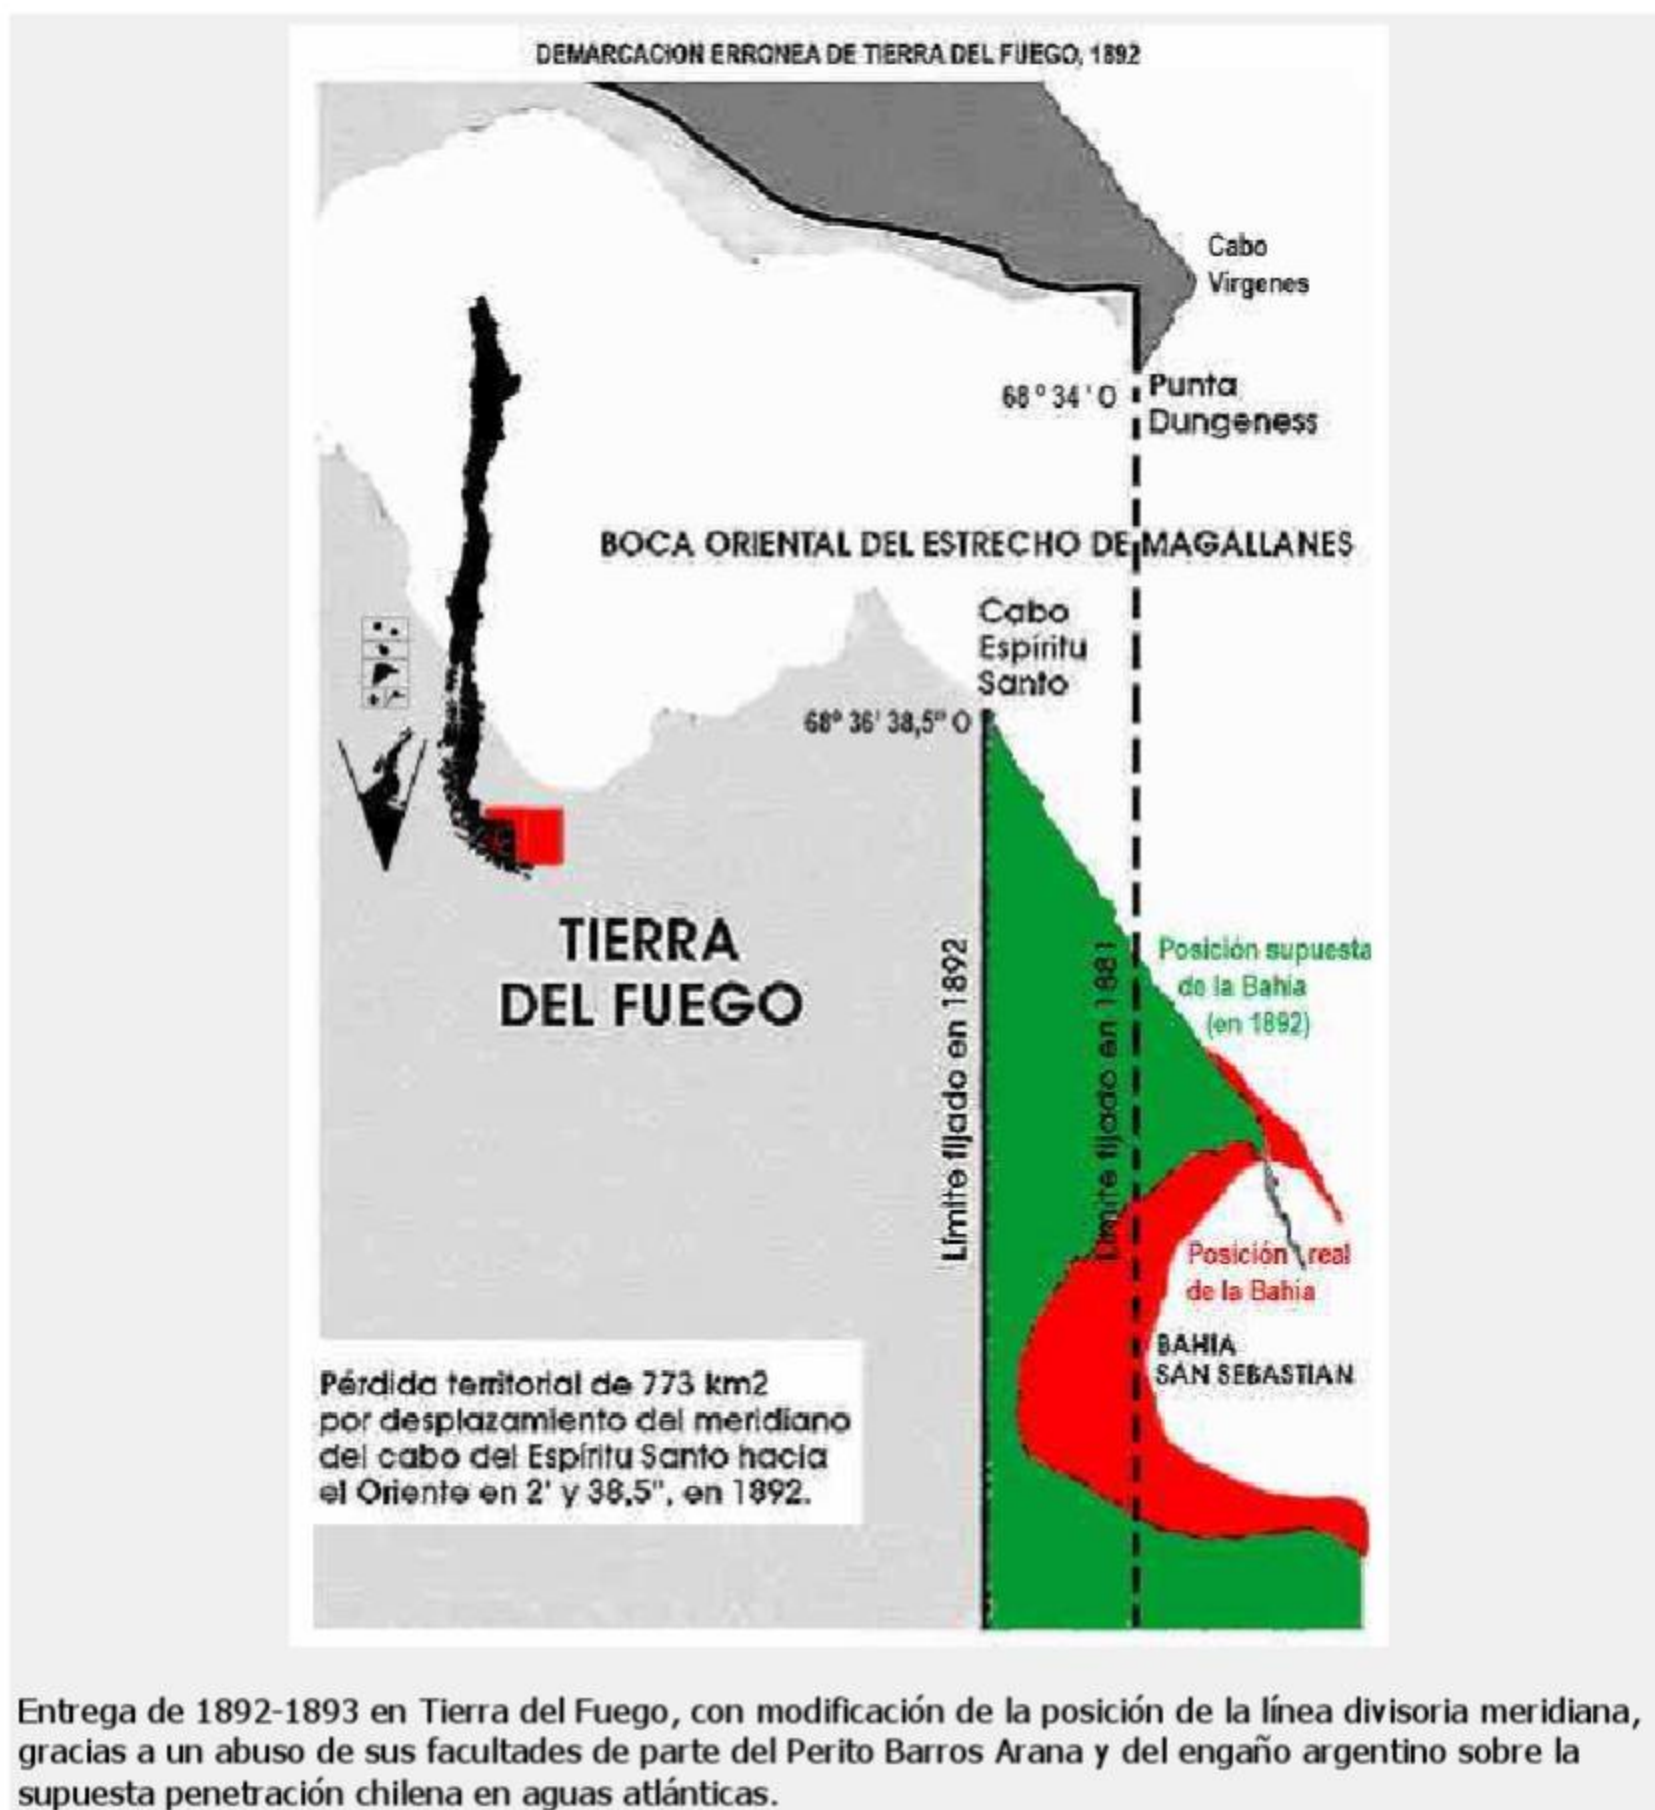 DEMARCACION ERRONEA DE TIERRA DEL FUEGO, 1892
Cabo
Virgenes
68º 34' O
Punta
Dungeness
BOCA ORIENTAL DEL ESTRECHO DE MAGALLANES
Cabo
Espíritu
Santo
68º 36' 38,5" O
TIERRA
DEL FUEGO
Límite fijado en 1892
Límite fijado en 1881
Posición supuesta
de la Bahía
(en 1892)
Posición real
de la Bahía
BAHIA
SAN SEBASTIAN
Pérdida territorial de 773 km2
por desplazamiento del meridiano
del cabo del Espíritu Santo hacia
el Oriente en 2' y 38,5", en 1892.
Entrega de 1892-1893 en Tierra del Fuego, con modificación de la posición de la línea divisoria meridiana,
gracias a un abuso de sus facultades de parte del Perito Barros Arana y del engaño argentino sobre la
supuesta penetración chilena en aguas atlánticas.